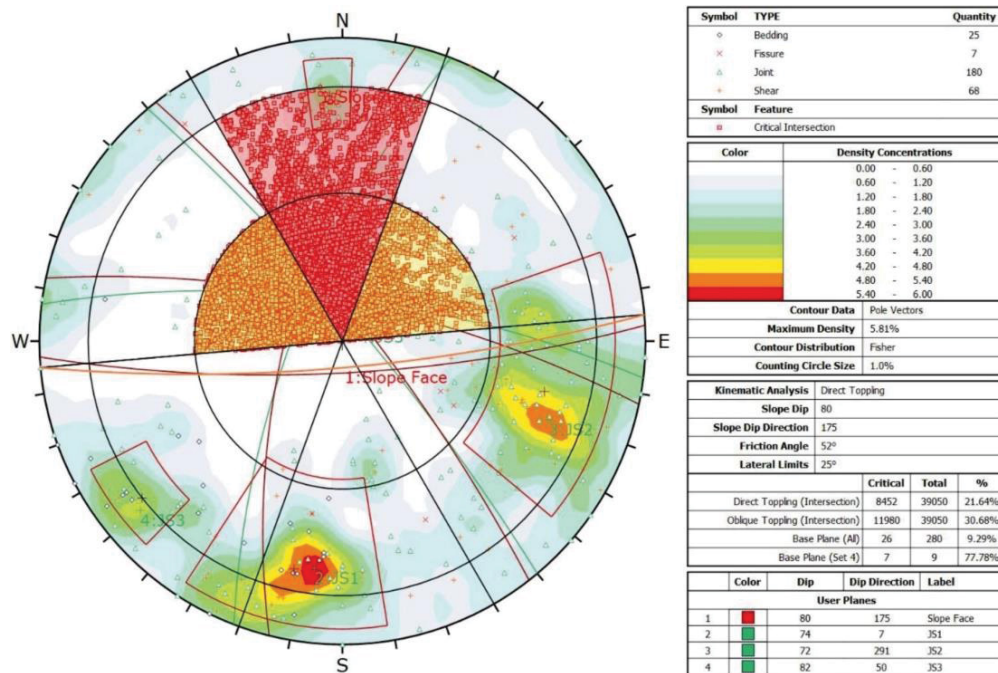 N
W
E
S
1:Slope Face
2:JS1
3:JS2
4:JS3
Symbol TYPE Quantity
Bedding 25
Fissure 7
Joint 180
Shear 68
Symbol Feature
Critical Intersection
Color Density Concentrations
0.00 - 0.60
0.60 - 1.20
1.20 - 1.80
1.80 - 2.40
2.40 - 3.00
3.00 - 3.60
3.60 - 4.20
4.20 - 4.80
4.80 - 5.40
5.40 - 6.00
Contour Data Pole Vectors
Maximum Density 5.81%
Contour Distribution Fisher
Counting Circle Size 1.0%
Kinematic Analysis Direct Toppling
Slope Dip 80
Slope Dip Direction 175
Friction Angle 52°
Lateral Limits 25°
Critical Total %
Direct Toppling (Intersection) 8452 39050 21.64%
Oblique Toppling (Intersection) 11980 39050 30.68%
Base Plane (All) 26 280 9.29%
Base Plane (Set 4) 7 9 77.78%
Color Dip Dip Direction Label
User Planes
1 80 175 Slope Face
2 74 7 JS1
3 72 291 JS2
4 82 50 JS3